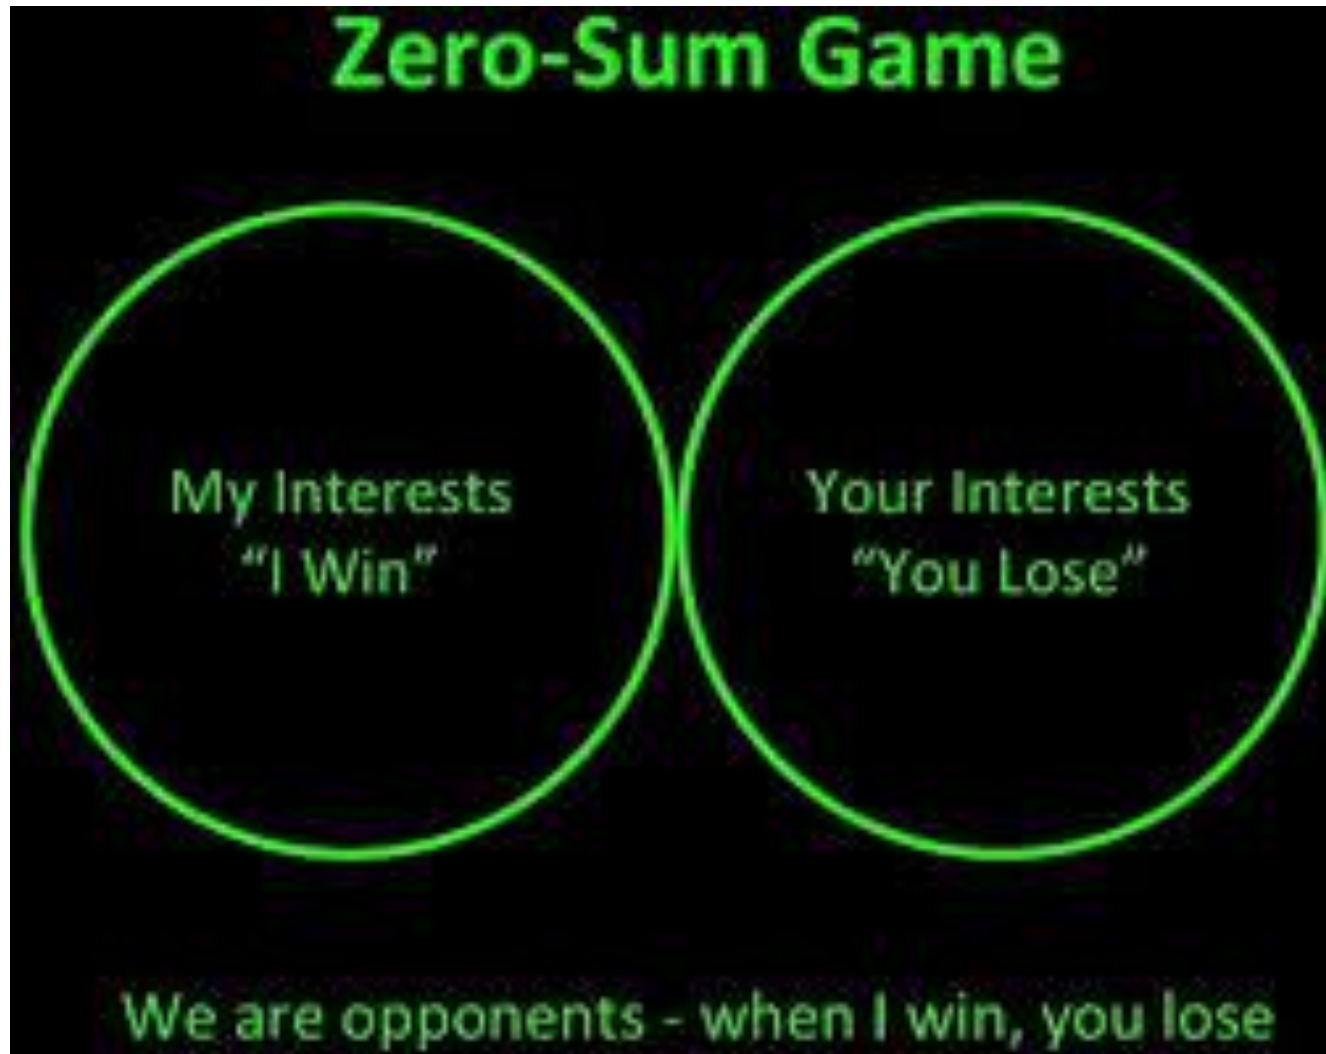 Zero-Sum Game
My Interests
“I Win”
Your Interests
“You Lose”
We are opponents - when I win, you lose